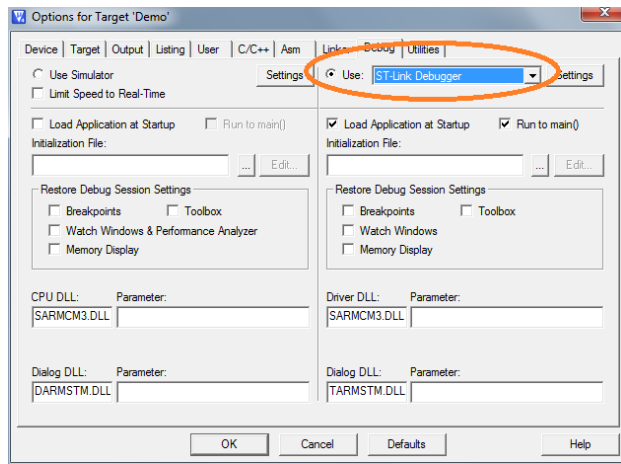 Options for Target 'Demo'
Device Target Output Listing User C/C++ Asm Linker Debug Utilities
Use Simulator Settings Use: ST-Link Debugger Settings
Limit Speed to Real-Time
Load Application at Startup Run to main() Load Application at Startup Run to main()
Initialization File: Initialization File:
... Edit... ... Edit...
Restore Debug Session Settings Restore Debug Session Settings
Breakpoints Toolbox Breakpoints Toolbox
Watch Windows & Performance Analyzer Watch Windows
Memory Display Memory Display
CPU DLL: Parameter: Driver DLL: Parameter:
SARMCM3.DLL SARMCM3.DLL
Dialog DLL: Parameter: Dialog DLL: Parameter:
DARMSTM.DLL TARMSTM.DLL
OK Cancel Defaults Help